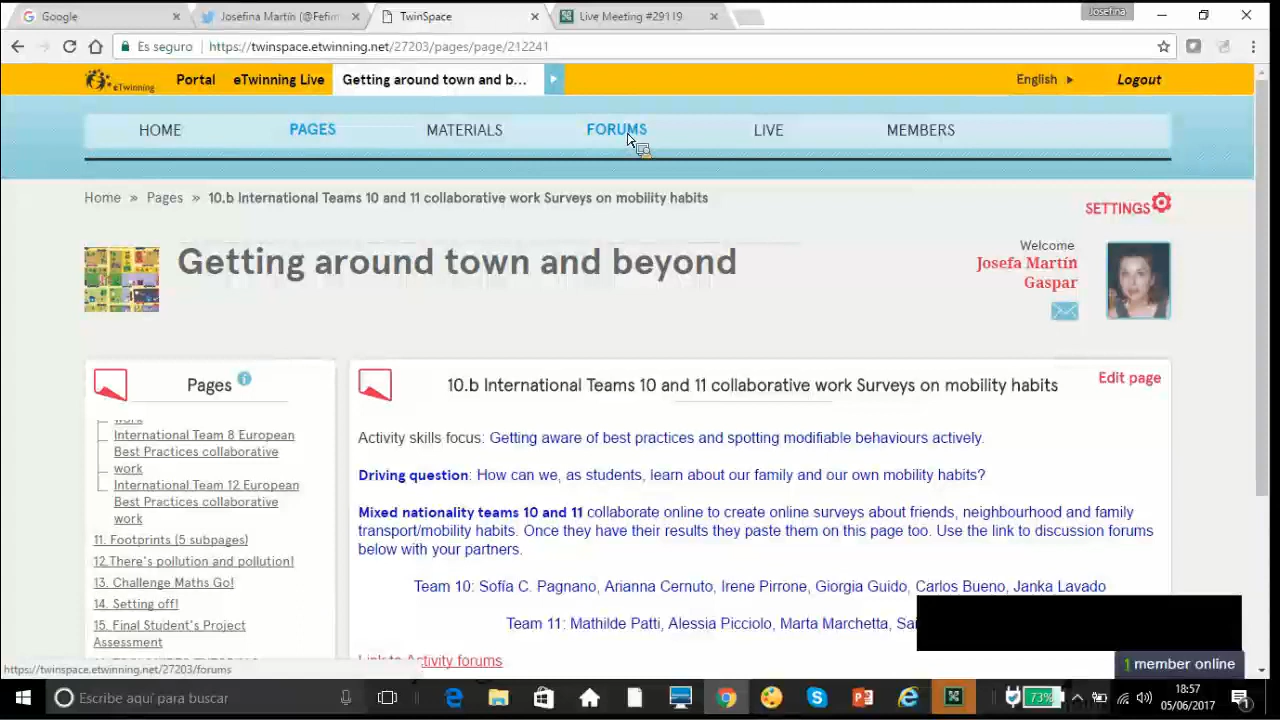 Google
Josefina Martín (@Fefim
TwinSpace
Live Meeting #29119
Josefina
Es seguro
https://twinspace.etwinning.net/27203/pages/page/212241
eTwinning
Portal
eTwinning Live
Getting around town and b...
English
Logout
HOME
PAGES
MATERIALS
FORUMS
LIVE
MEMBERS
Home » Pages » 10.b International Teams 10 and 11 collaborative work Surveys on mobility habits
SETTINGS
Getting around town and beyond
Welcome
Josefa Martín
Gaspar
Pages
work
International Team 8 European
Best Practices collaborative
work
International Team 12 European
Best Practices collaborative
work
11. Footprints (5 subpages)
12.There's pollution and pollution!
13. Challenge Maths Go!
14. Setting off!
15. Final Student's Project
Assessment
10.b International Teams 10 and 11 collaborative work Surveys on mobility habits
Edit page
Activity skills focus: Getting aware of best practices and spotting modifiable behaviours actively.
Driving question: How can we, as students, learn about our family and our own mobility habits?
Mixed nationality teams 10 and 11 collaborate online to create online surveys about friends, neighbourhood and family
transport/mobility habits. Once they have their results they paste them on this page too. Use the link to discussion forums
below with your partners.
Team 10: Sofía C. Pagnano, Arianna Cernuto, Irene Pirrone, Giorgia Guido, Carlos Bueno, Janka Lavado
Team 11: Mathilde Patti, Alessia Picciolo, Marta Marchetta, Sai
Link to Activity forums
https://twinspace.etwinning.net/27203/forums
1 member online
Escribe aquí para buscar
73%
18:57
05/06/2017